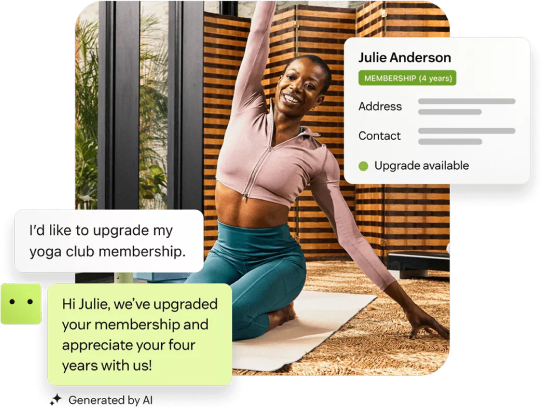 Julie Anderson
MEMBERSHIP (4 years)
Address
Contact
Upgrade available
I'd like to upgrade my
yoga club membership.
Hi Julie, we've upgraded
your membership and
appreciate your four
years with us!
Generated by AI